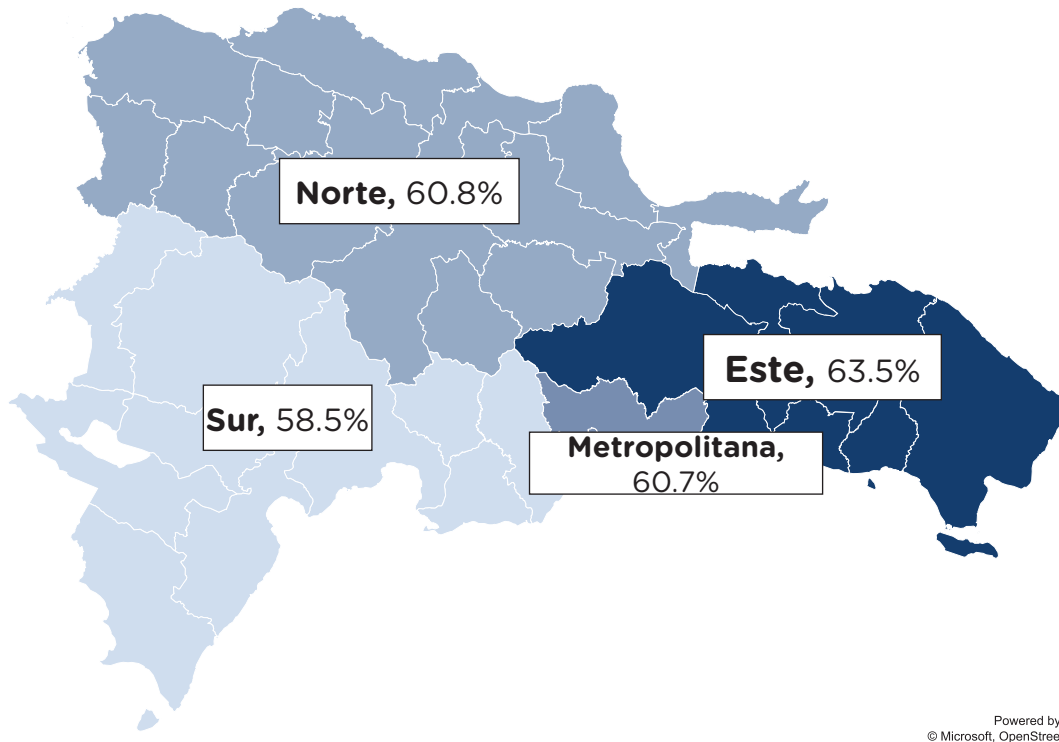 Norte, 60.8%
Este, 63.5%
Sur, 58.5%
Metropolitana,
60.7%
Powered by
© Microsoft, OpenStree